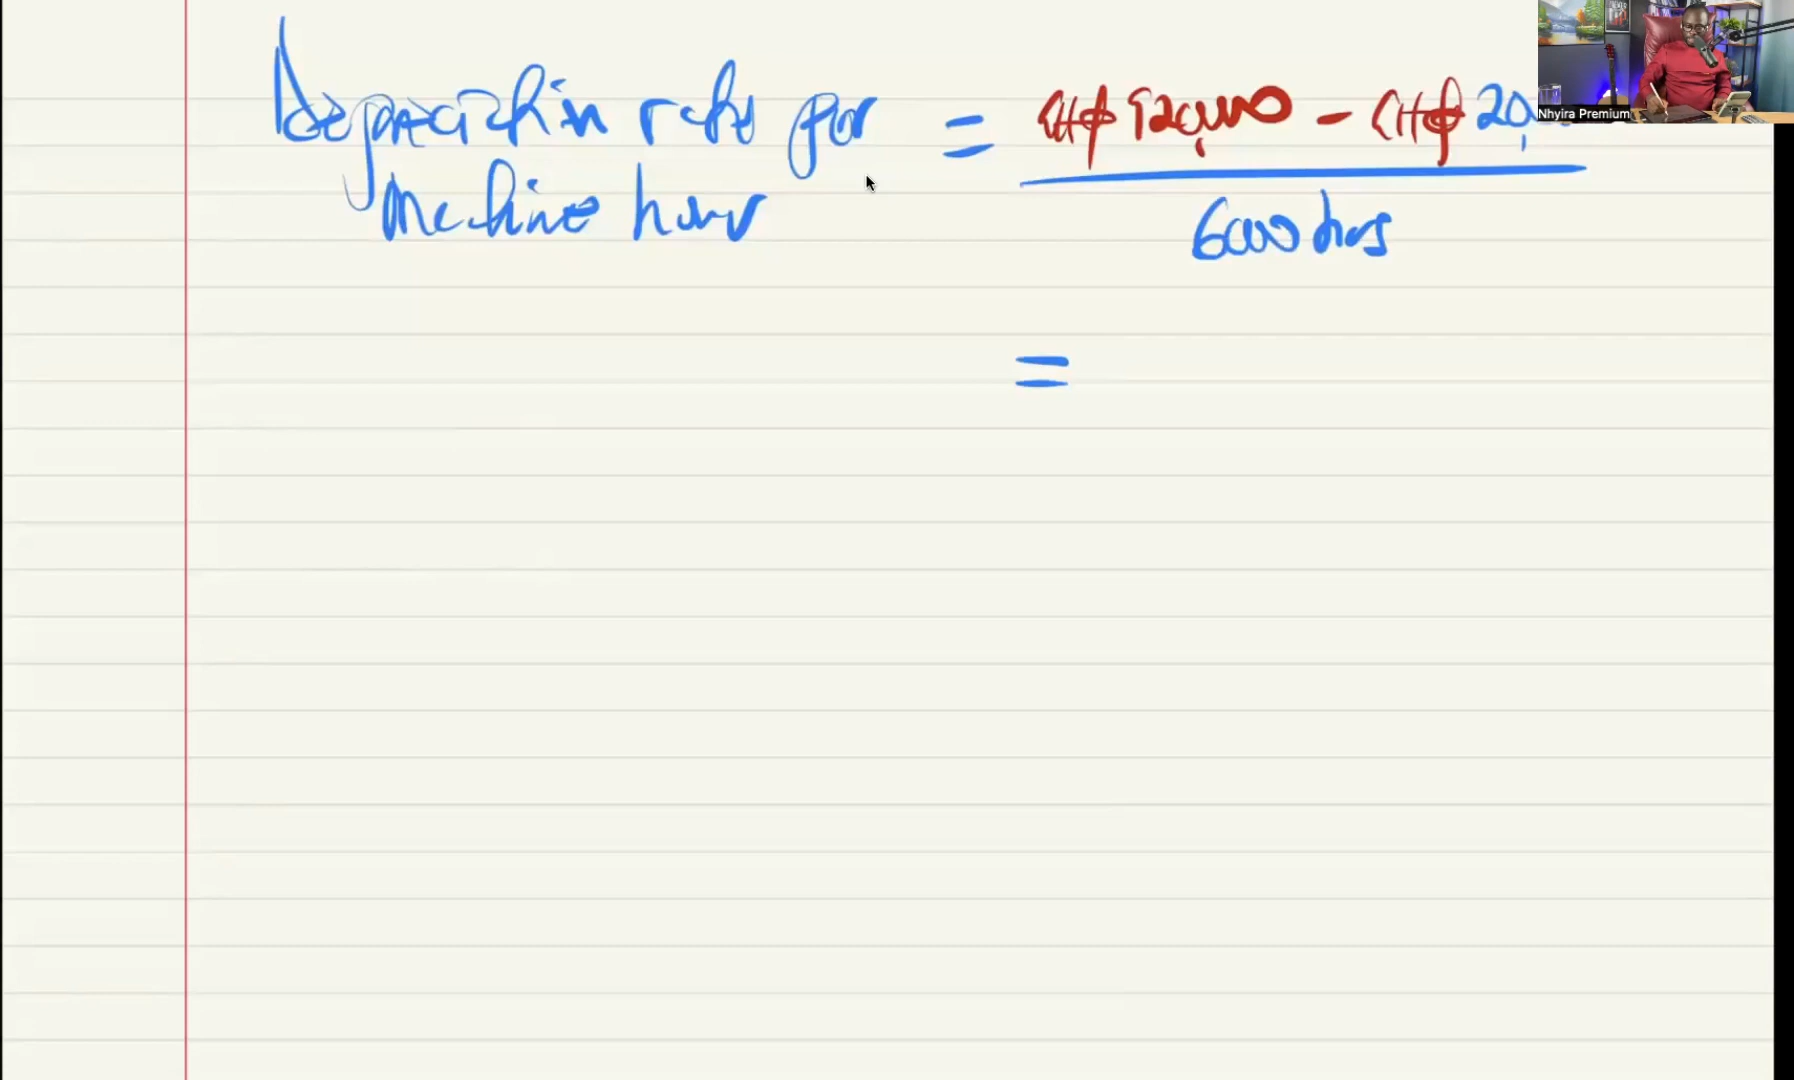 Depreciation rate per = GH¢ 120,000 - GH¢ 20,
machine hour 6000 hrs
=
Nhyira Premium